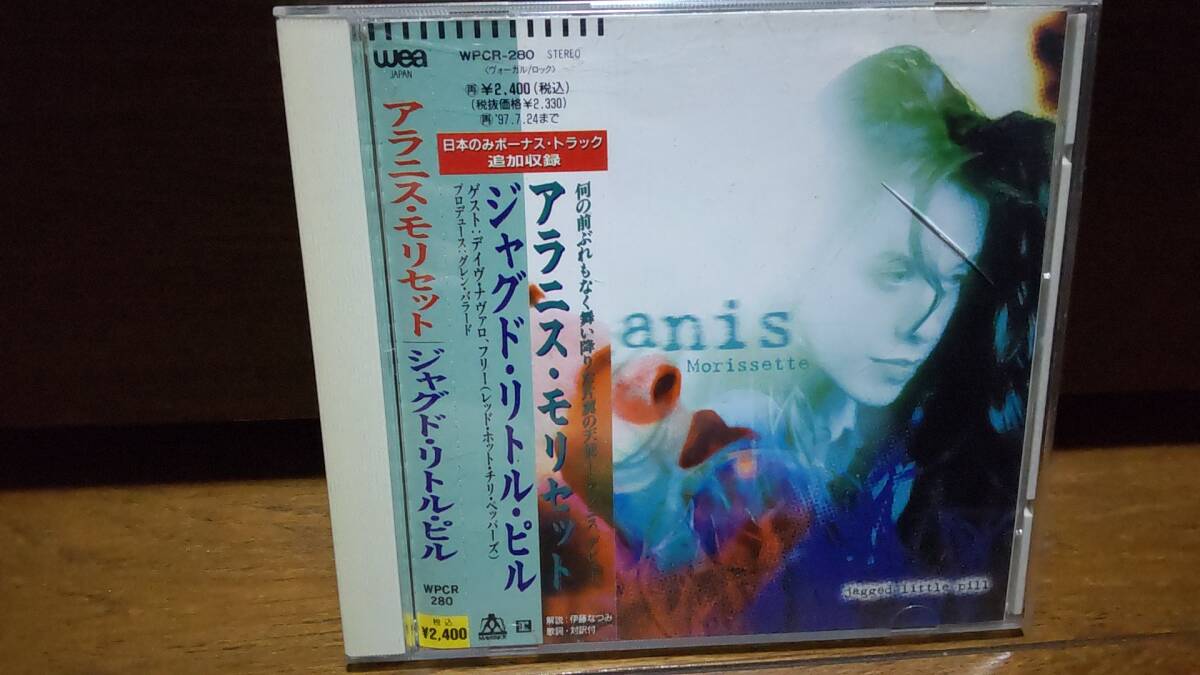 wea
JAPAN
アラニス・モリセット
ジャグド・リトル・ピル
WPCR
280
税込
¥2,400
WPCR-280 STEREO
〈ヴォーカル/ロック〉
再¥2,400(税込)
(税抜価格¥2,330)
再'97.7.24まで
日本のみボーナス・トラック
追加収録
何の前ぶれもなく舞い降り
アラニス・モリセット
ジャグド・リトル・ピル
ゲスト:デイヴ・ナヴァロ、フリー(レッド・ホット・チリ・ペッパーズ)
プロデュース:グレン・バラード
解説:伊藤なつみ
歌詞・対訳付
anis
Morissette
jagged little pill